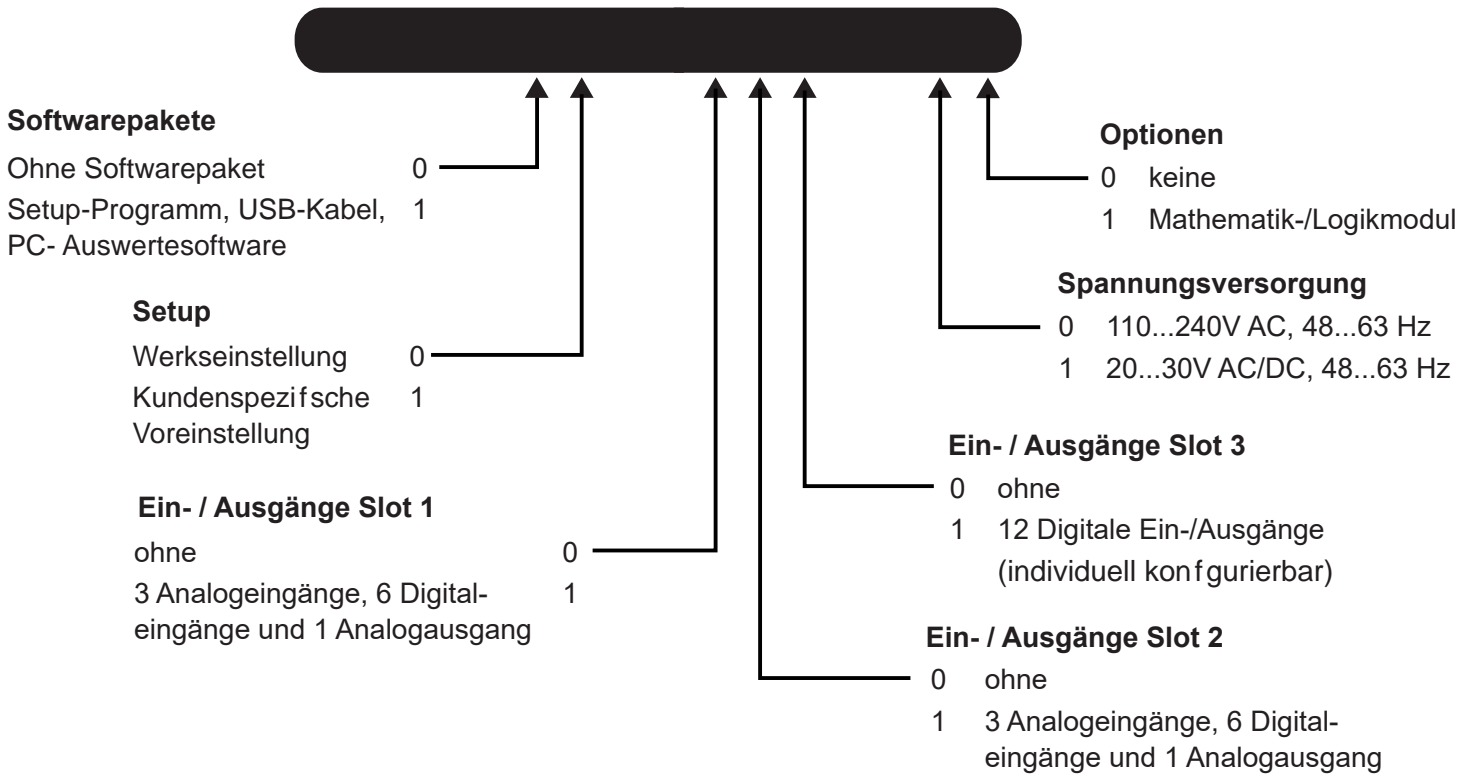 Softwarepakete
Ohne Softwarepaket 0
Setup-Programm, USB-Kabel, 1
PC- Auswertesoftware
Setup
Werkseinstellung 0
Kundenspezifsche 1
Voreinstellung
Ein- / Ausgänge Slot 1
ohne 0
3 Analogeingänge, 6 Digital- 1
eingänge und 1 Analogausgang
Optionen
0 keine
1 Mathematik-/Logikmodul
Spannungsversorgung
0 110...240V AC, 48...63 Hz
1 20...30V AC/DC, 48...63 Hz
Ein- / Ausgänge Slot 3
0 ohne
1 12 Digitale Ein-/Ausgänge
(individuell konfgurierbar)
Ein- / Ausgänge Slot 2
0 ohne
1 3 Analogeingänge, 6 Digital-
eingänge und 1 Analogausgang